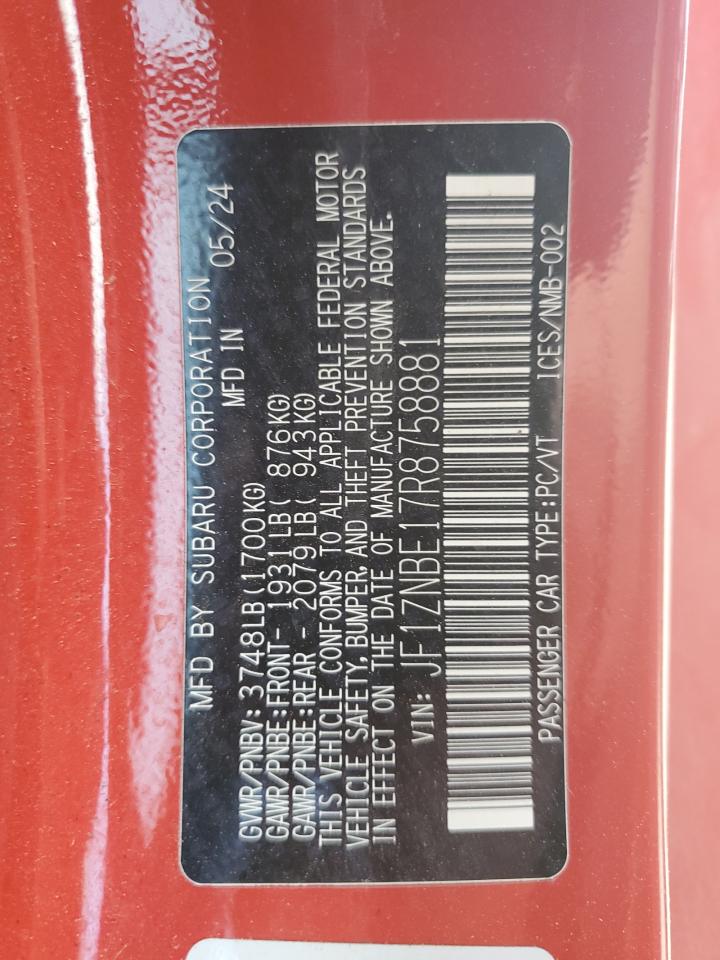 MFD BY SUBARU CORPORATION
MFD IN 05/24
GVWR/PNBV: 3748LB(1700KG)
GAWR/PNBE:FRONT- 1931LB( 876KG)
GAWR/PNBE:REAR - 2079LB( 943KG)
THIS VEHICLE CONFORMS TO ALL APPLICABLE FEDERAL MOTOR
VEHICLE SAFETY, BUMPER, AND THEFT PREVENTION STANDARDS
IN EFFECT ON THE DATE OF MANUFACTURE SHOWN ABOVE.
VIN: JF1ZNBE17R8758881
PASSENGER CAR TYPE:PC/VT ICES/NMB-002